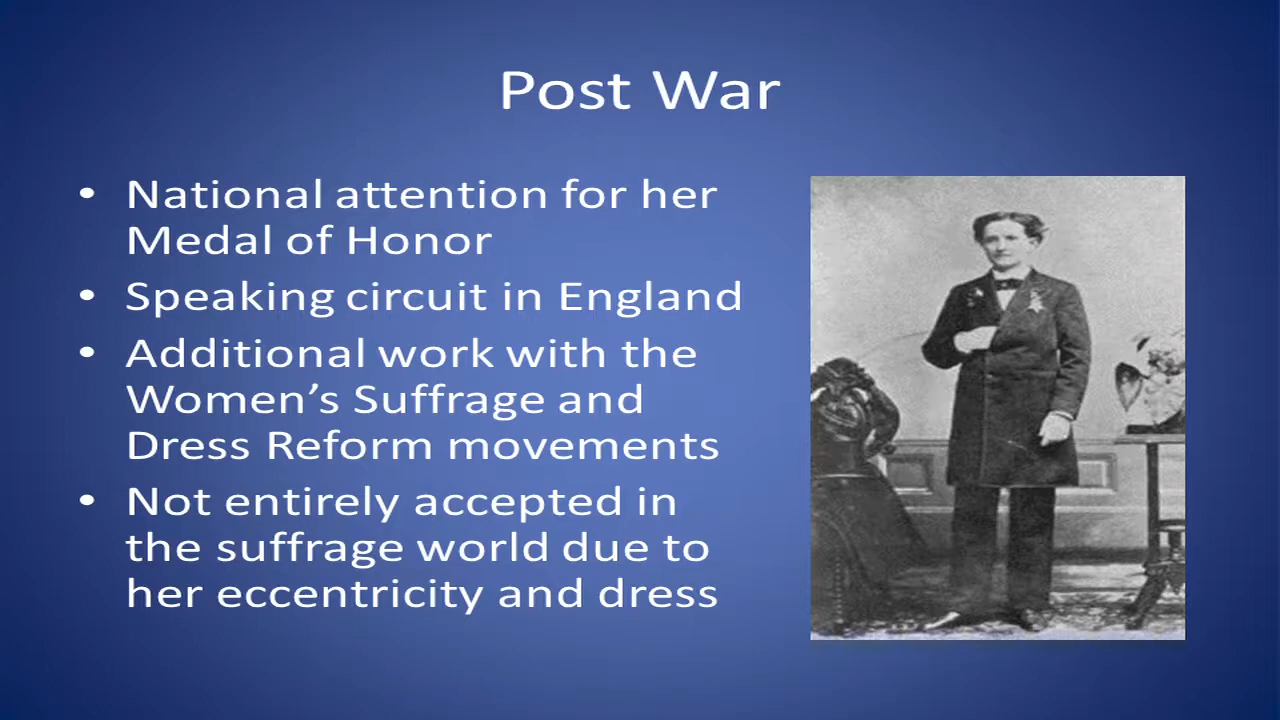 Post War
• National attention for her
Medal of Honor
• Speaking circuit in England
• Additional work with the
Women’s Suffrage and
Dress Reform movements
• Not entirely accepted in
the suffrage world due to
her eccentricity and dress